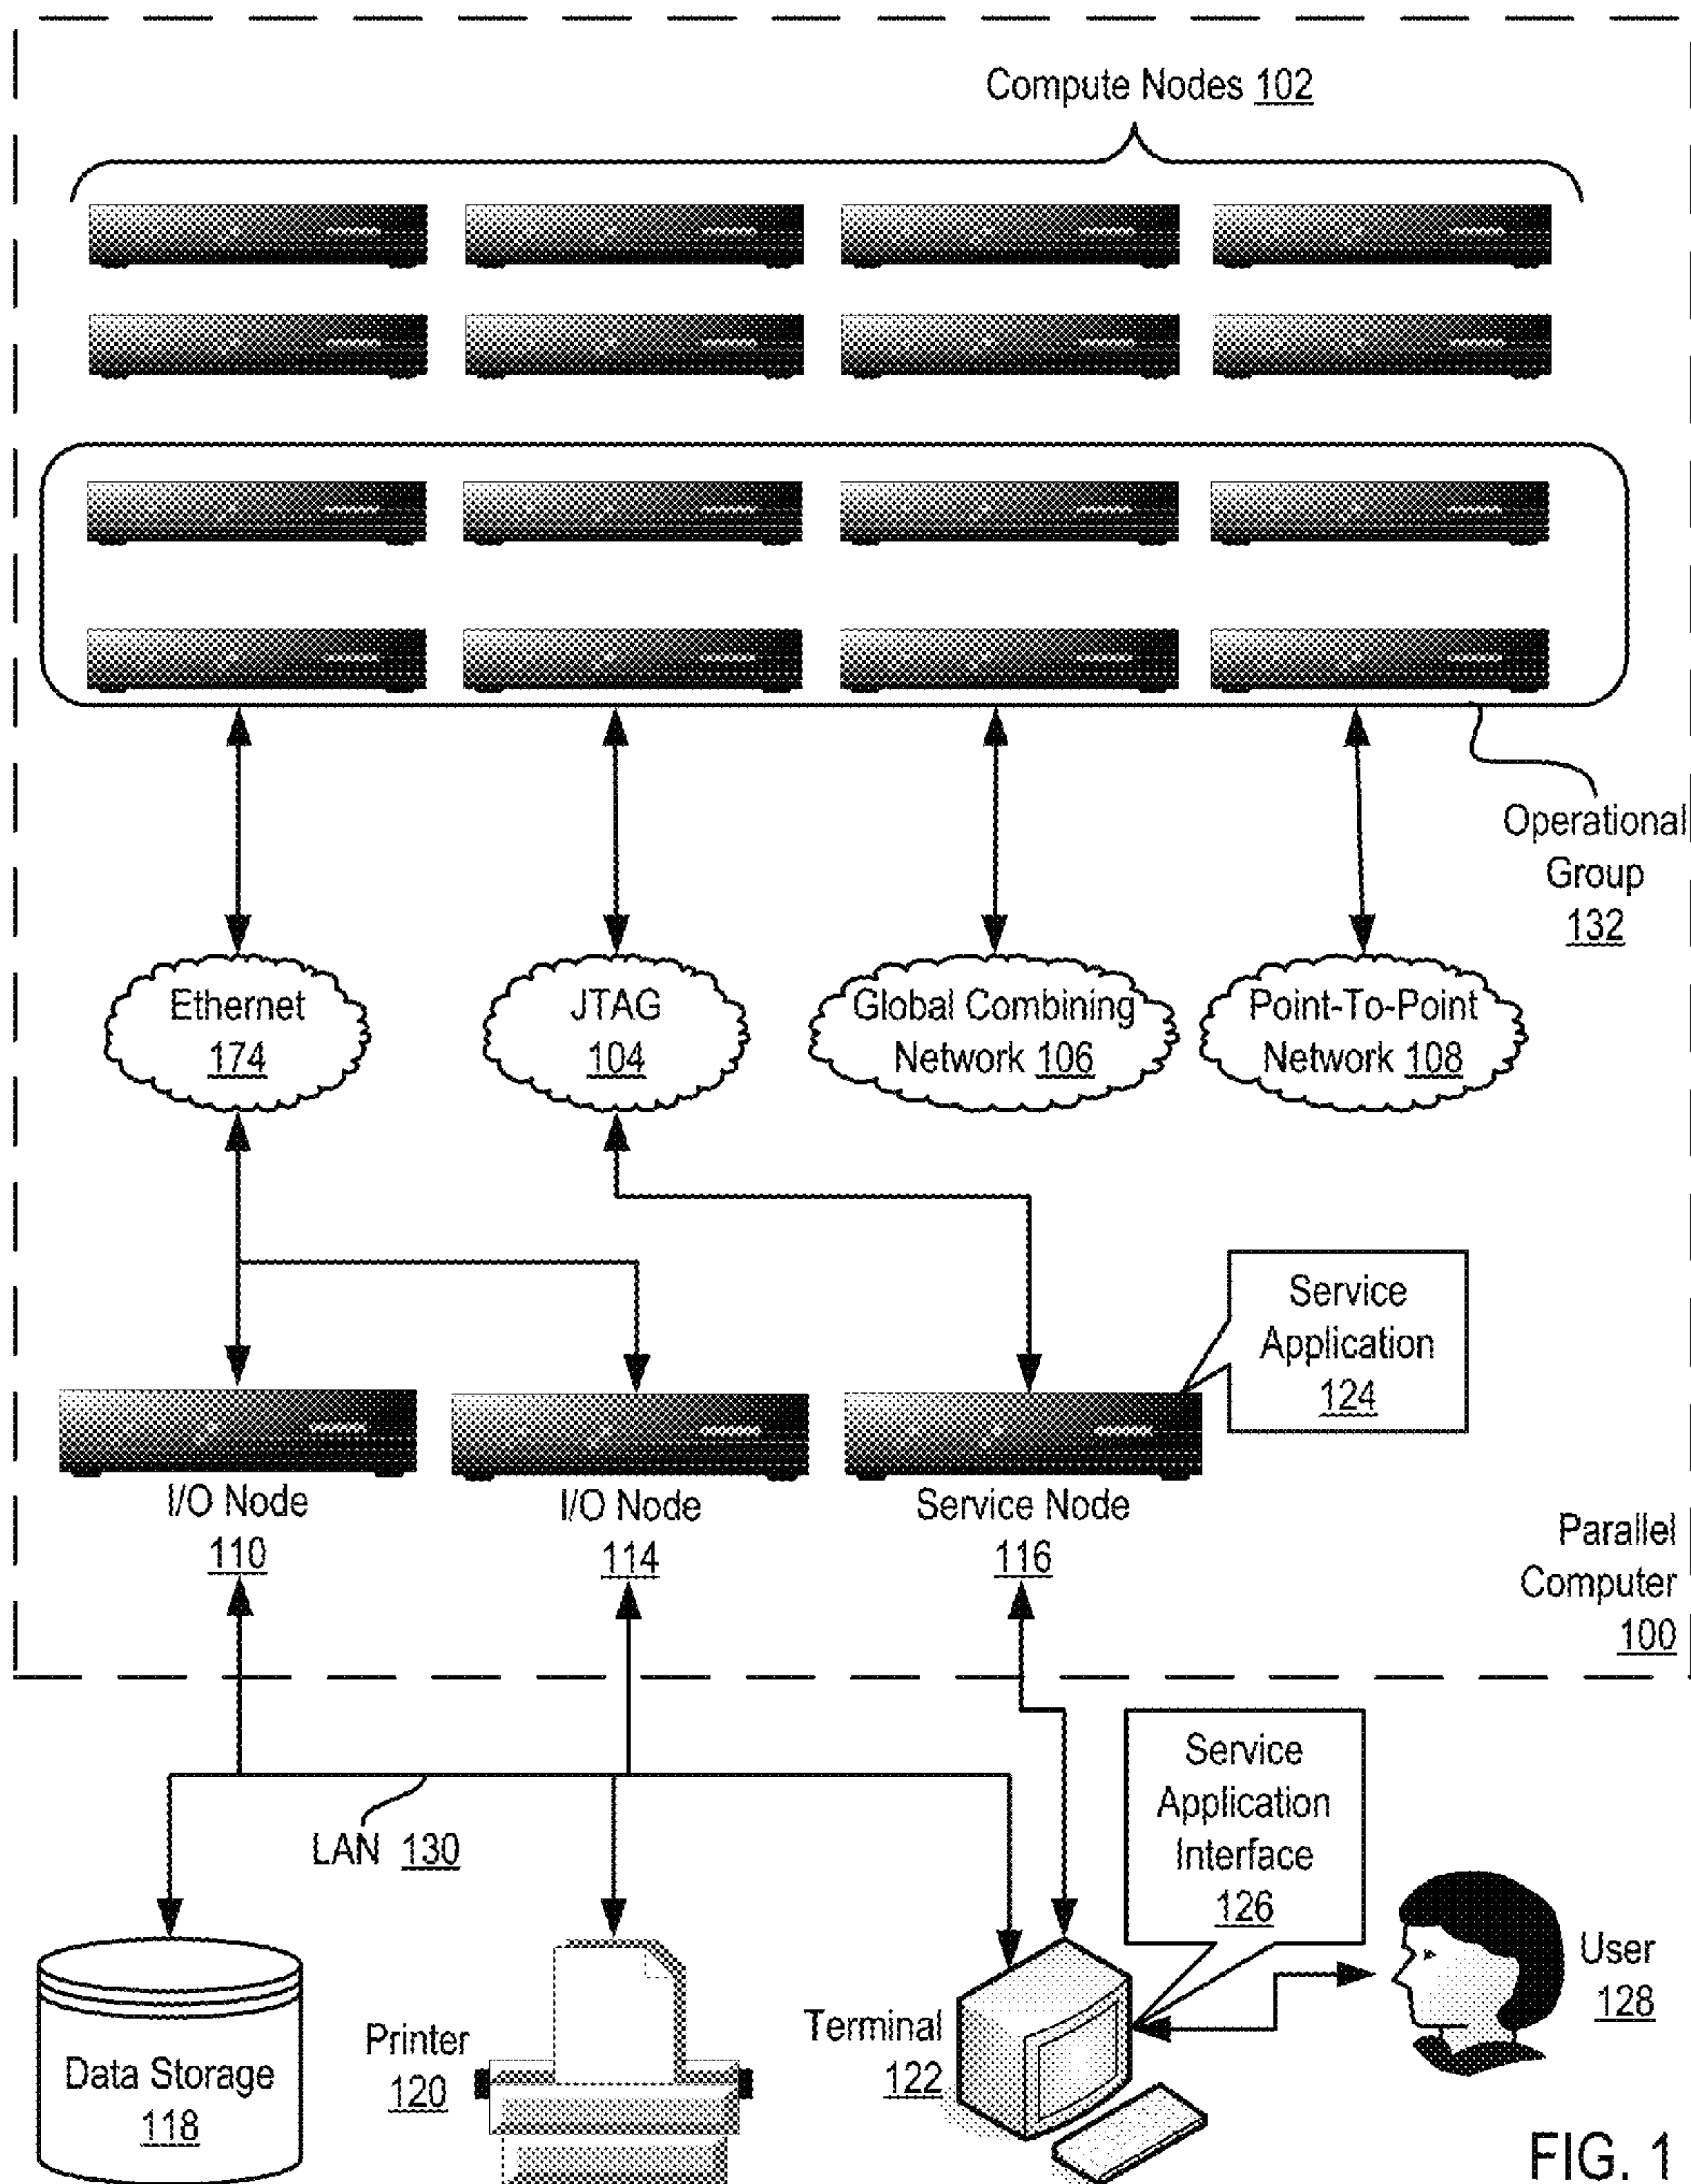 Compute Nodes 102
Operational
Group
132
Ethernet
174
JTAG
104
Global Combining
Network 106
Point-To-Point
Network 108
Service
Application
124
I/O Node
110
I/O Node
114
Service Node
116
Parallel
Computer
100
LAN 130
Service
Application
Interface
126
Data Storage
118
Printer
120
Terminal
122
User
128
FIG. 1